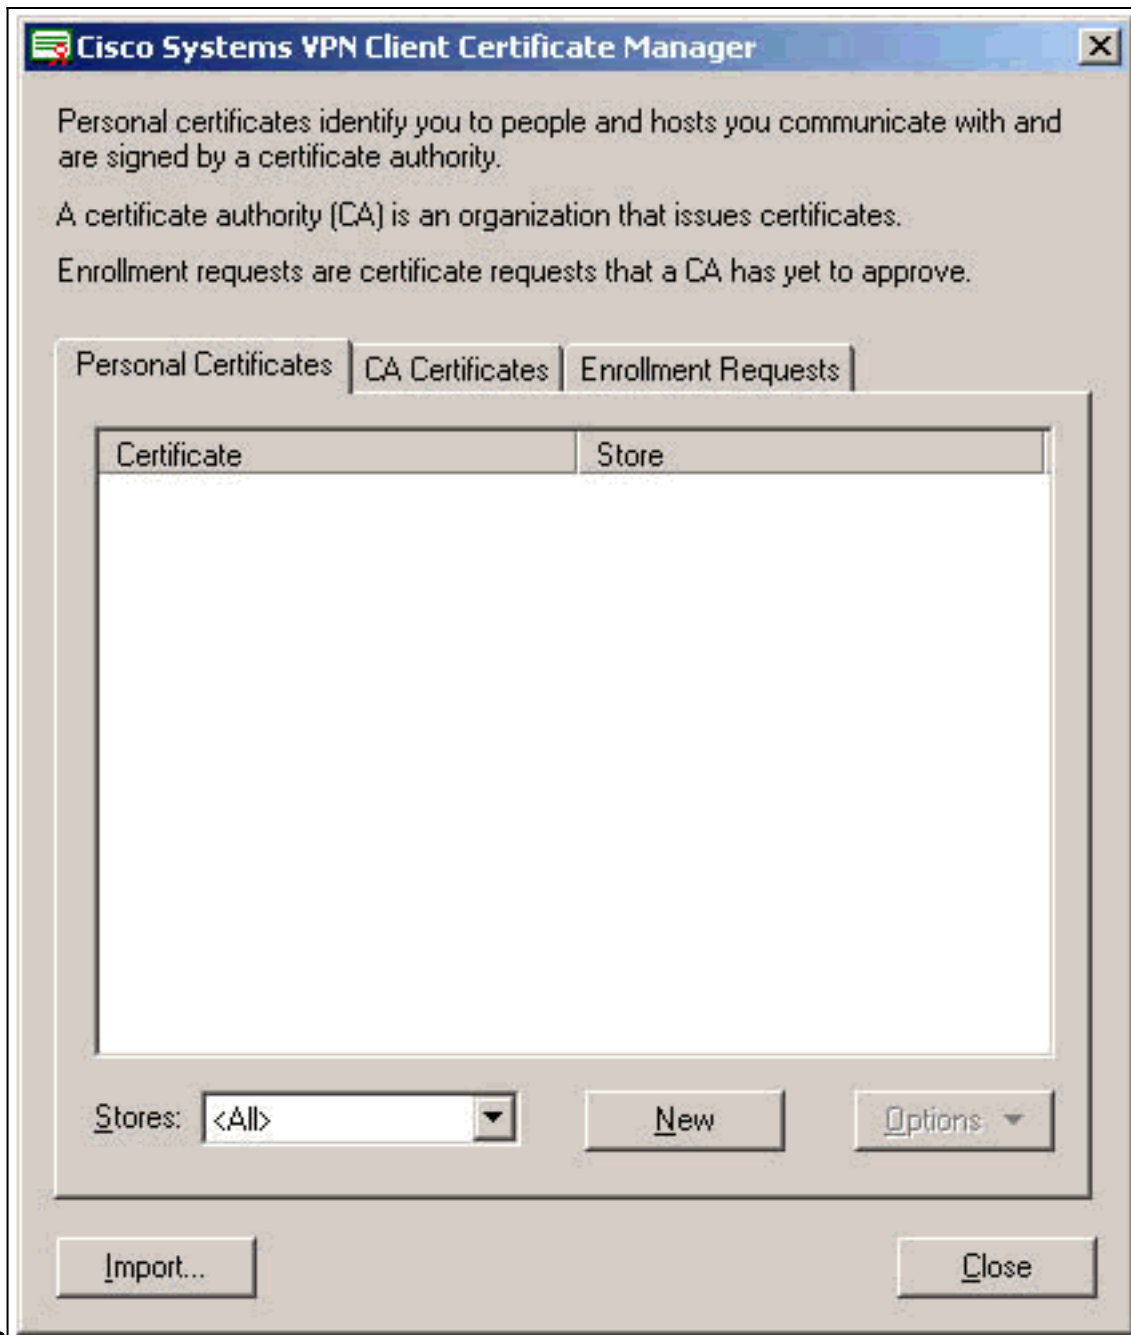 Cisco Systems VPN Client Certificate Manager
Personal certificates identify you to people and hosts you communicate with and
are signed by a certificate authority.
A certificate authority (CA) is an organization that issues certificates.
Enrollment requests are certificate requests that a CA has yet to approve.
Personal Certificates CA Certificates Enrollment Requests
Certificate Store
Stores: <All> New Options
Import... Close